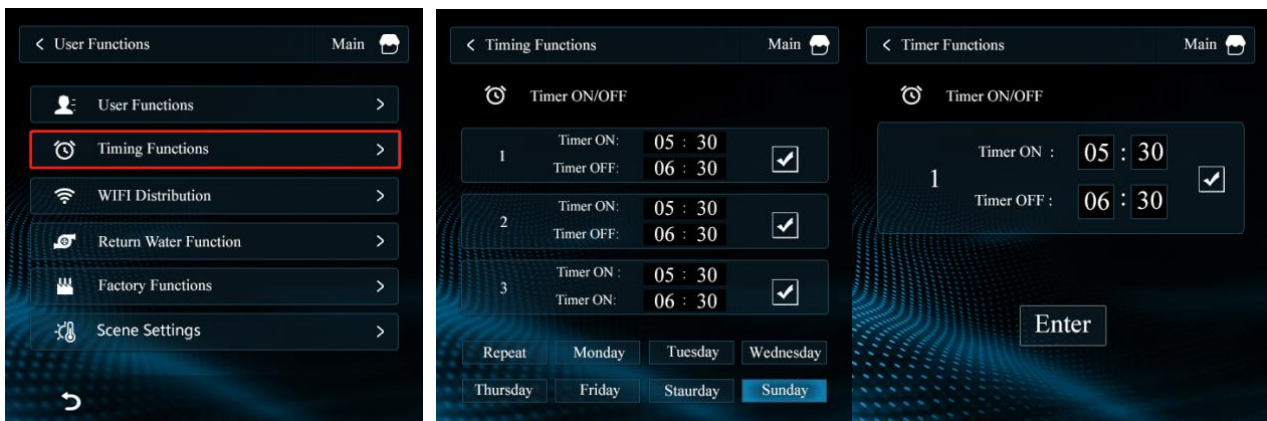 User Functions Main
User Functions
Timing Functions
WIFI Distribution
Return Water Function
Factory Functions
Scene Settings
Timing Functions Main
Timer ON/OFF
1
Timer ON: 05 : 30
Timer OFF: 06 : 30
2
Timer ON: 05 : 30
Timer OFF: 06 : 30
3
Timer ON : 05 : 30
Timer ON: 06 : 30
Repeat Monday Tuesday Wednesday
Thursday Friday Staurday Sunday
Timer Functions Main
Timer ON/OFF
1
Timer ON : 05 : 30
Timer OFF : 06 : 30
Enter